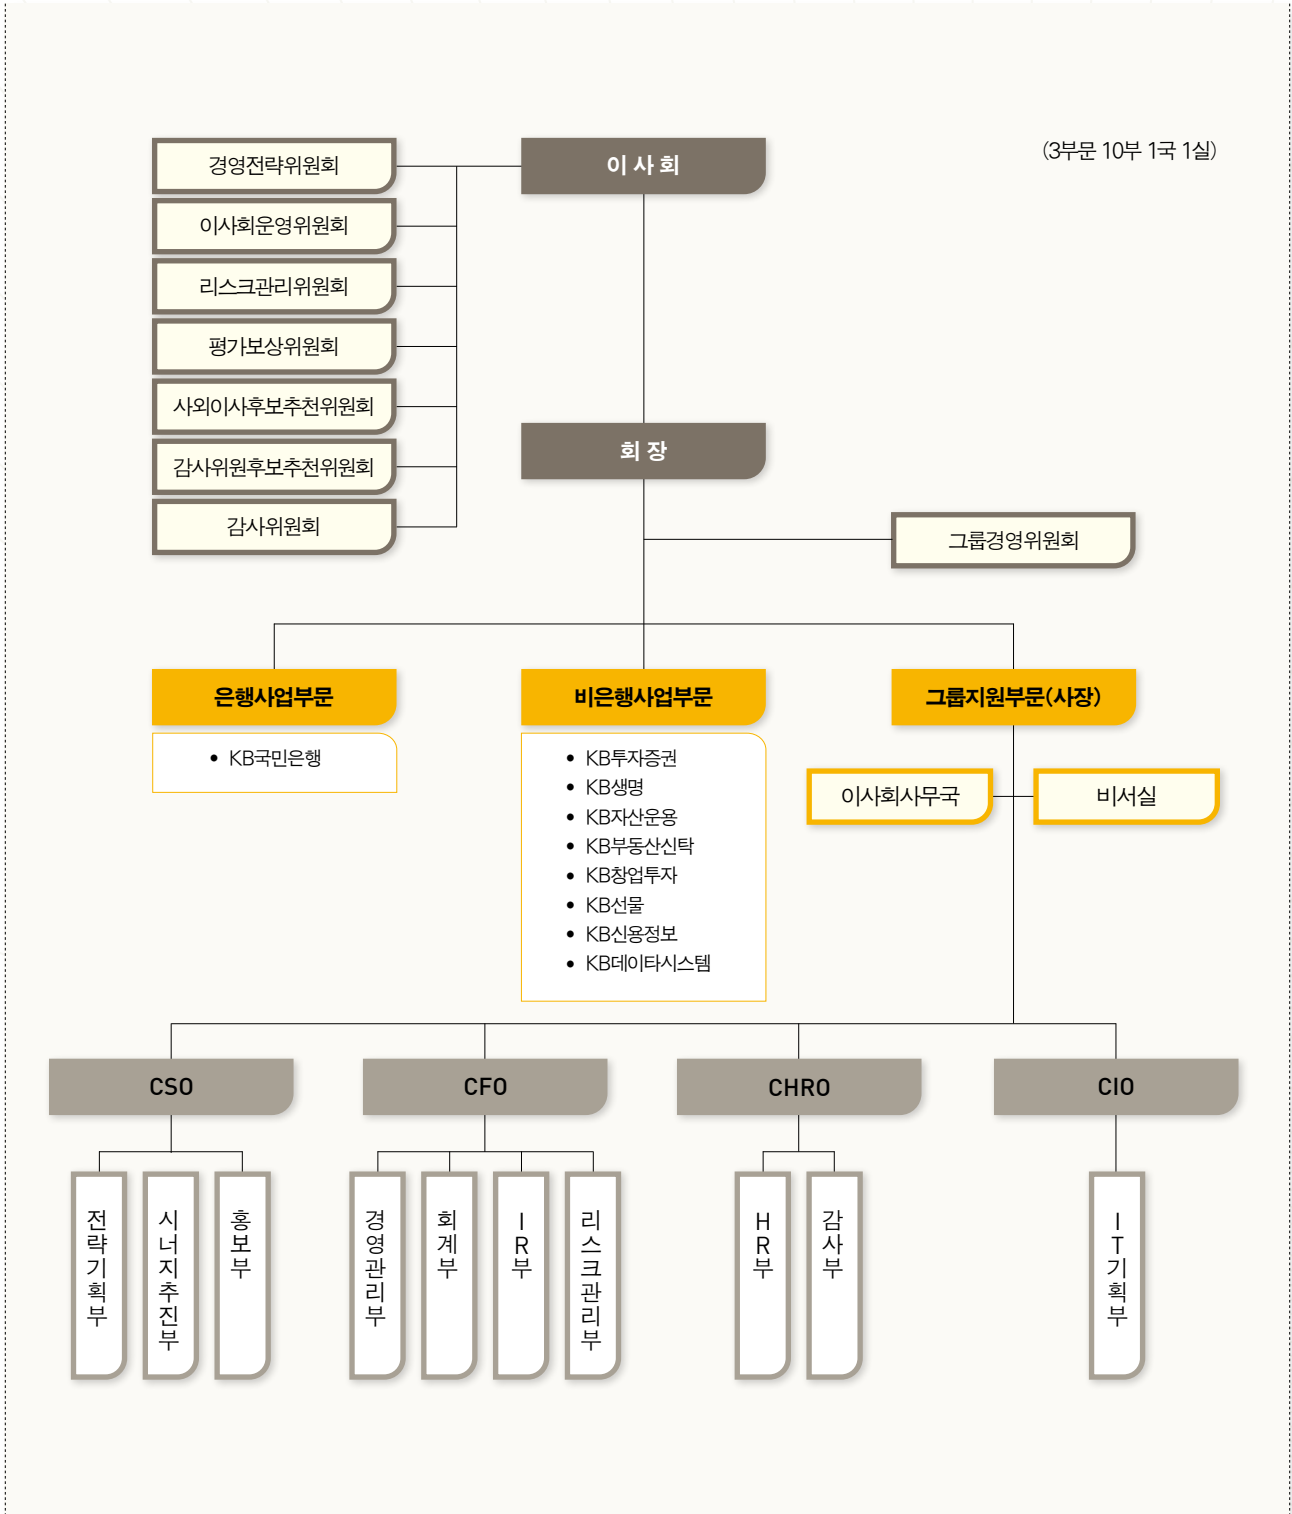 (3부문 10부 1국 1실)
이 사 회
경영전략위원회
이사회운영위원회
리스크관리위원회
평가보상위원회
사외이사후보추천위원회
감사위원후보추천위원회
감사위원회
회 장
그룹경영위원회
은행사업부문
• KB국민은행
비은행사업부문
• KB투자증권
• KB생명
• KB자산운용
• KB부동산신탁
• KB창업투자
• KB선물
• KB신용정보
• KB데이타시스템
그룹지원부문(사장)
이사회사무국
비서실
CSO
전략기획부
시너지추진부
홍보부
CFO
경영관리부
회계부
IR부
리스크관리부
CHRO
HR부
감사부
CIO
IT기획부